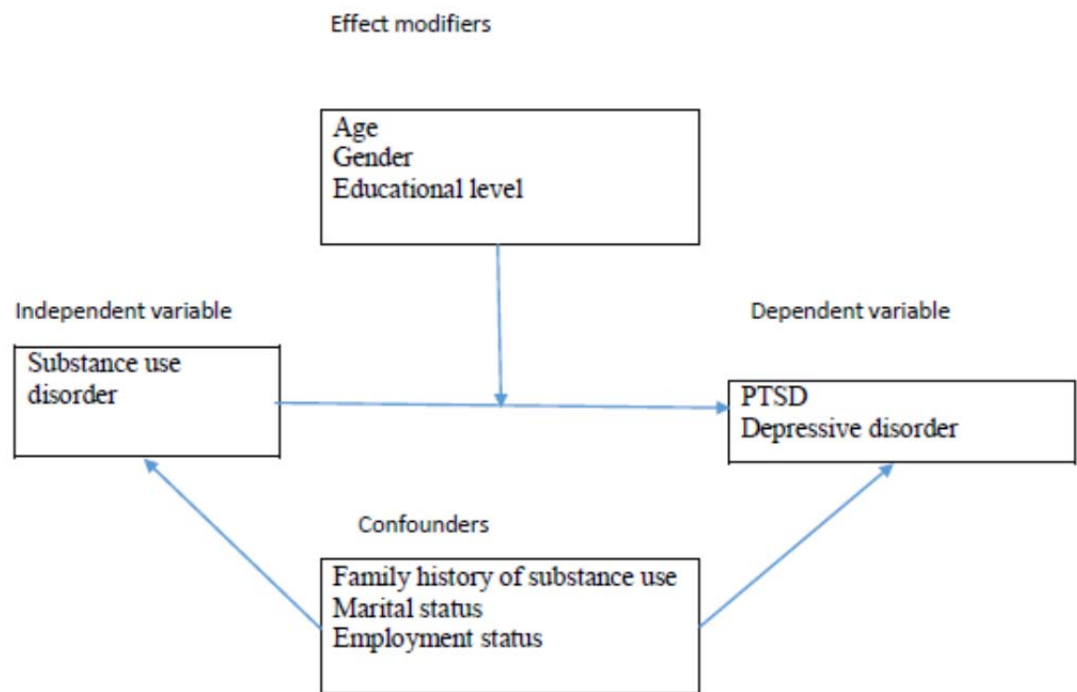 Effect modifiers
Age
Gender
Educational level
Independent variable
Substance use
disorder
Dependent variable
PTSD
Depressive disorder
Confounders
Family history of substance use
Marital status
Employment status